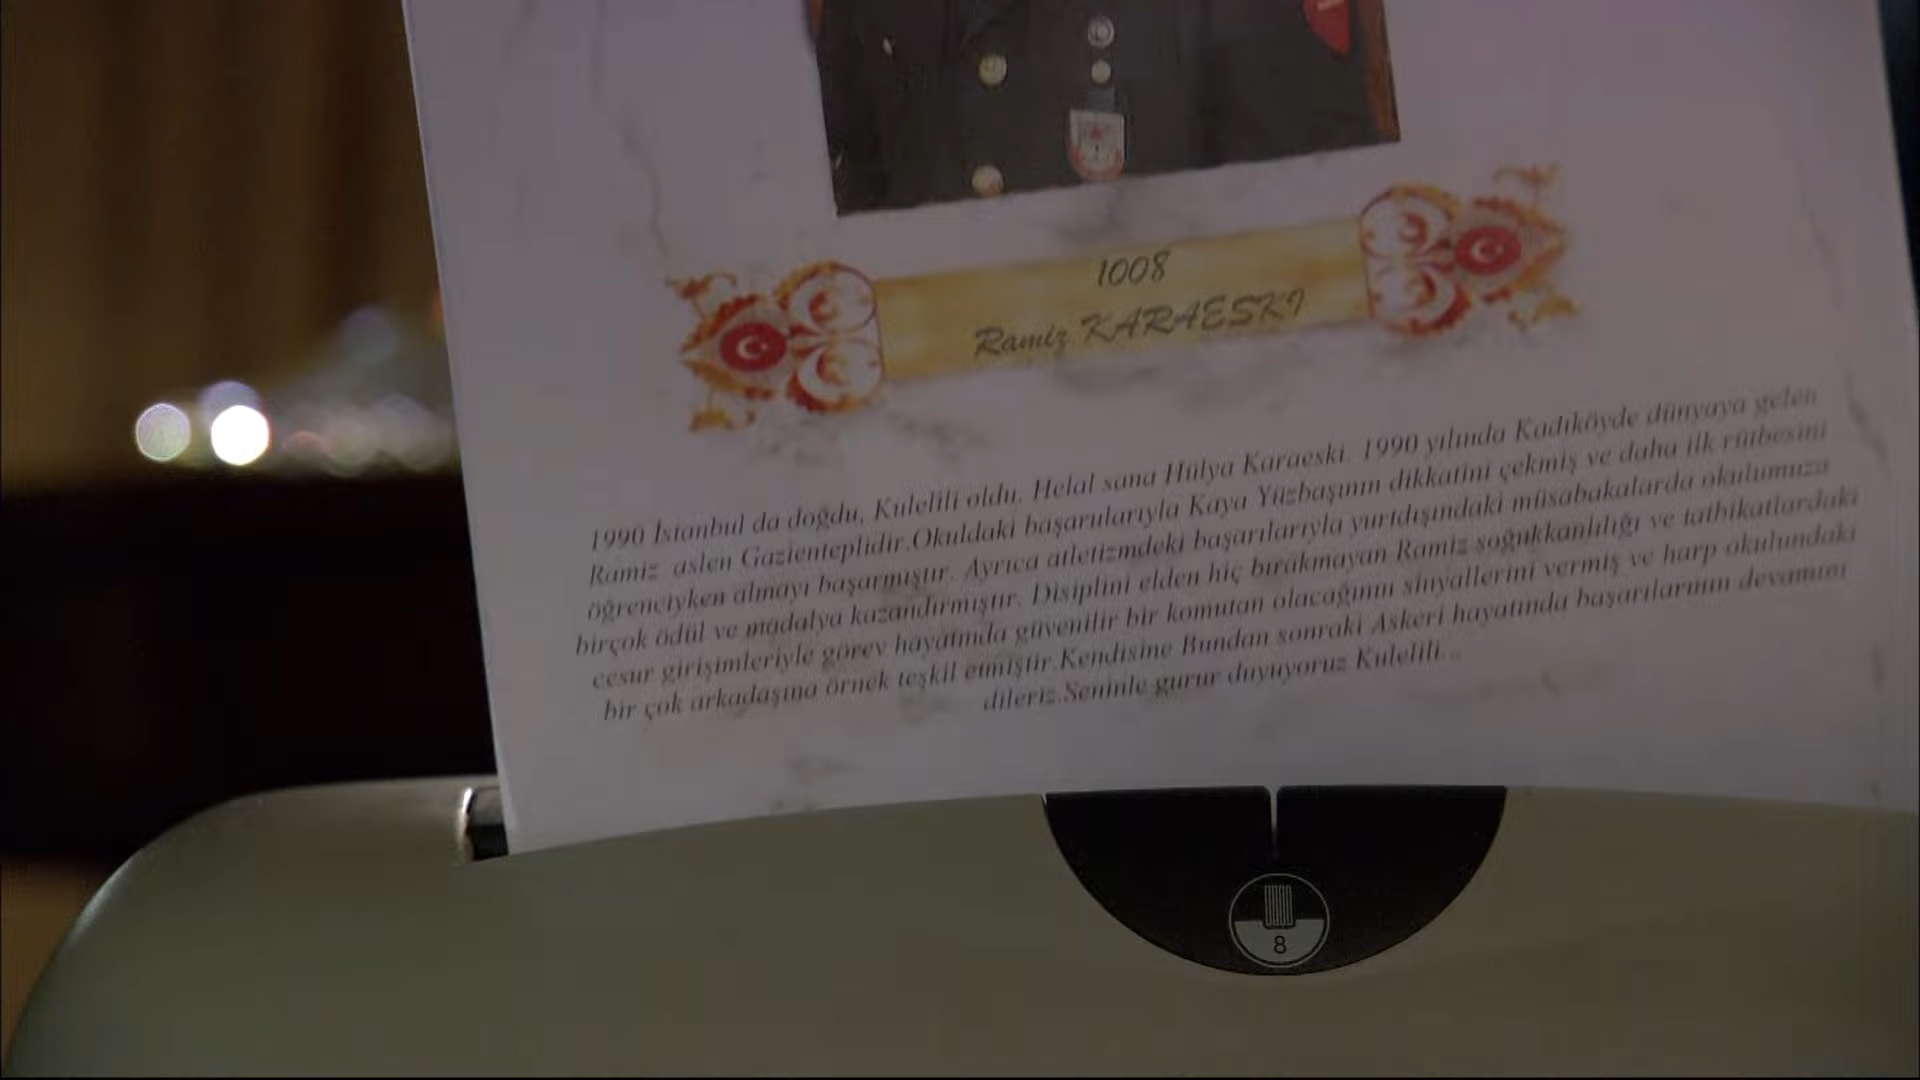 1008
Ramiz KARAESKİ
1990 İstanbul da doğdu, Kulelili oldu. Helal sana Hülya Karaeski. 1990 yılında Kadıköyde dünyaya gelen
Ramiz aslen Gazienteplidir.Okuldaki başarularıyla Kaya Yüzbaşının dikkatini çekmiş ve daha ilk rütbesini
öğrenciyken almayı başarmıştır. Ayrıca atletizmdeki başarılarıyla yurtdışındaki müsabakalarda okulumuza
birçok ödül ve madalya kazandırmıştır. Disiplini elden hiç bırakmayan Ramiz soğukkanlılığı ve tatbikatlardaki
cesur girişimleriyle görev hayatında güvenilir bir komutan olacağının sinyallerini vermiş ve harp okulundaki
bir çok arkadaşına örnek teşkil etmiştir.Kendisine Bundan sonraki Askeri hayatında başarılarının devamını
dileriz.Seninle gurur duyuyoruz Kulelili...
8